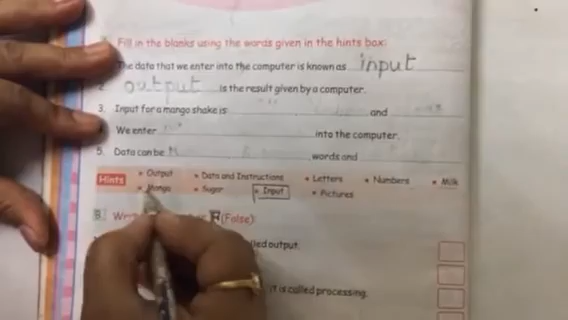 Fill in the blanks using the words given in the hints box:
The data that we enter into the computer is known as input
2. output is the result given by a computer.
3. Input for a mango shake is and
We enter into the computer.
5. Data can be words and
Hints • Output • Data and Instructions • Letters • Numbers • Milk
• Mango • Sugar • Input • Pictures
B. F (False):
output.
it is called processing.